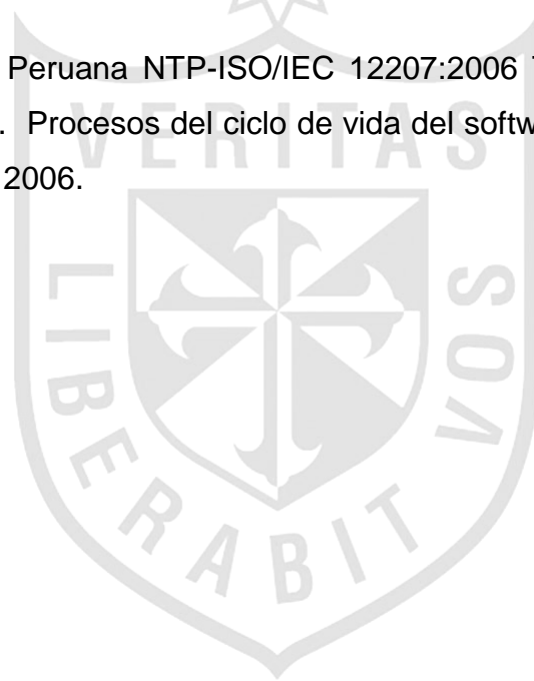 Peruana NTP-ISO/IEC 12207:2006
. Procesos del ciclo de vida del softw
2006.
VERITAS
LIBERABIT VOS